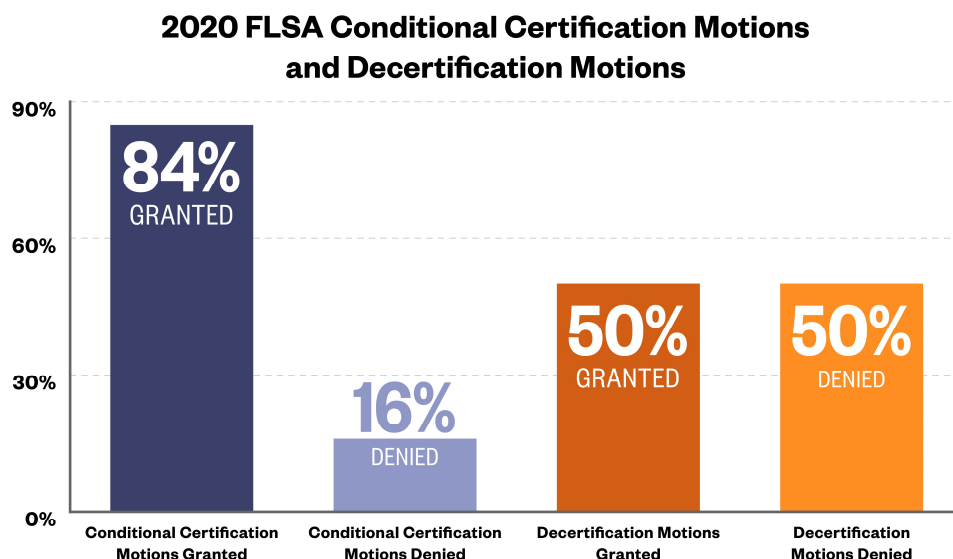 2020 FLSA Conditional Certification Motions
and Decertification Motions
90%
60%
30%
0%
84%
GRANTED
16%
DENIED
50%
GRANTED
50%
DENIED
Conditional Certification
Motions Granted
Conditional Certification
Motions Denied
Decertification Motions
Granted
Decertification
Motions Denied